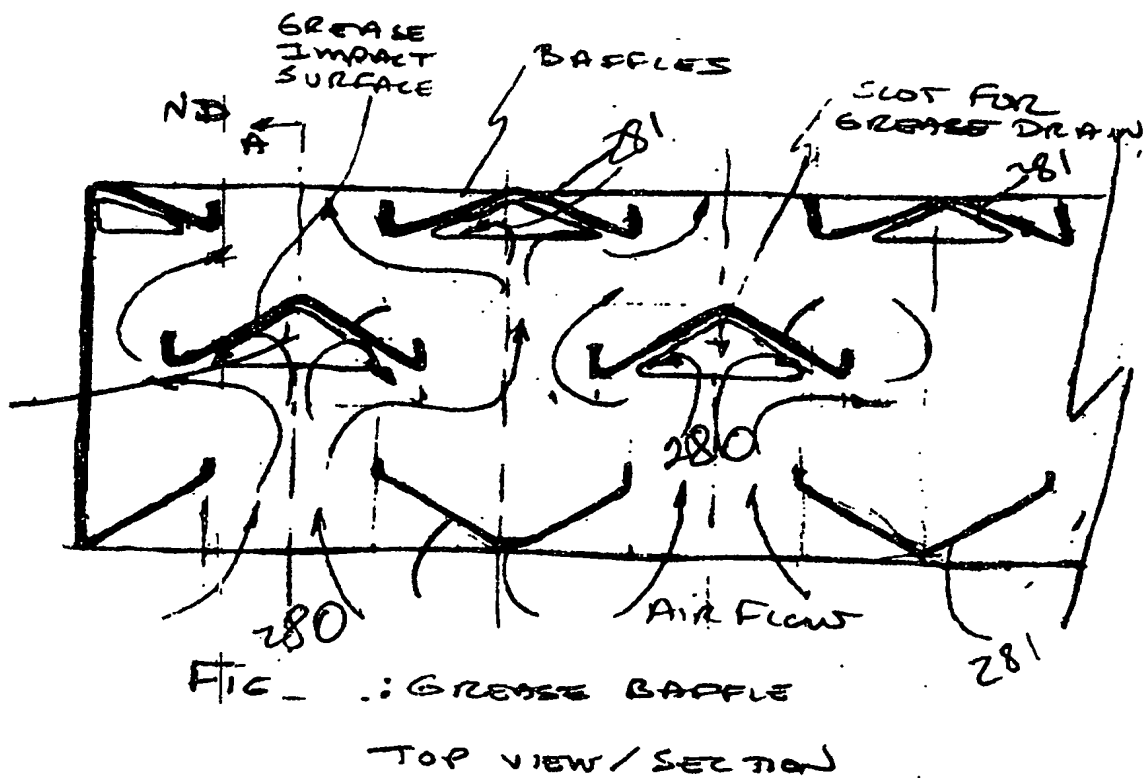 GREASE
IMPACT
SURFACE
BAFFLES
SLOT FOR
GREASE DRAIN
A
281
281
280
280
AIR FLOW
281
FIG_ .: GREASE BAFFLE
TOP VIEW/SECTION